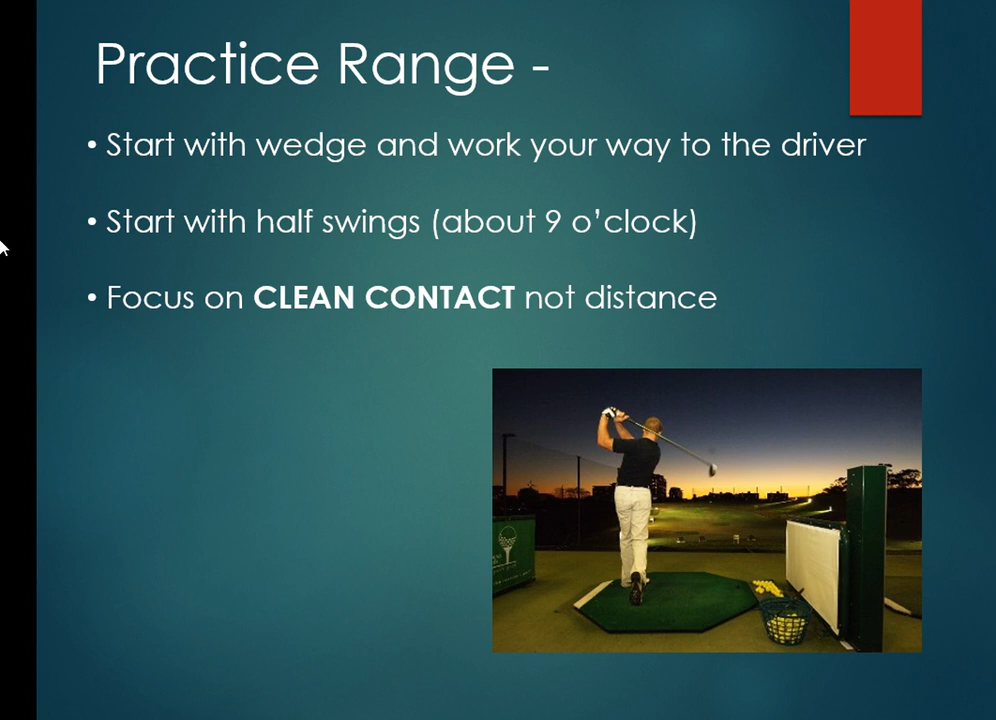 Practice Range -
• Start with wedge and work your way to the driver
• Start with half swings (about 9 o’clock)
• Focus on CLEAN CONTACT not distance